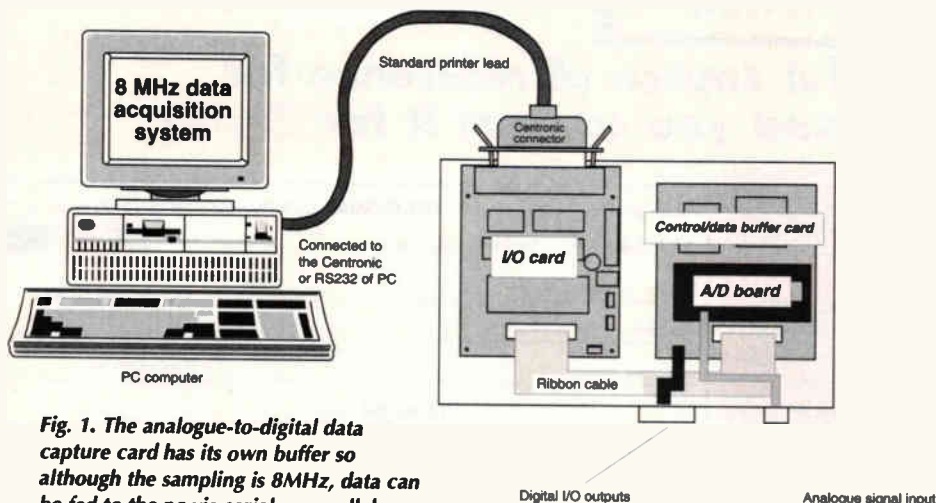 8 MHz data
acquisition
system
Standard printer lead
Centronic
connector
Connected to
the Centronic
or RS232 of PC
I/O card
Control/data buffer card
A/D board
Ribbon cable
PC computer
Fig. 1. The analogue-to-digital data
capture card has its own buffer so
although the sampling is 8MHz, data can
Digital I/O outputs
Analogue signal input